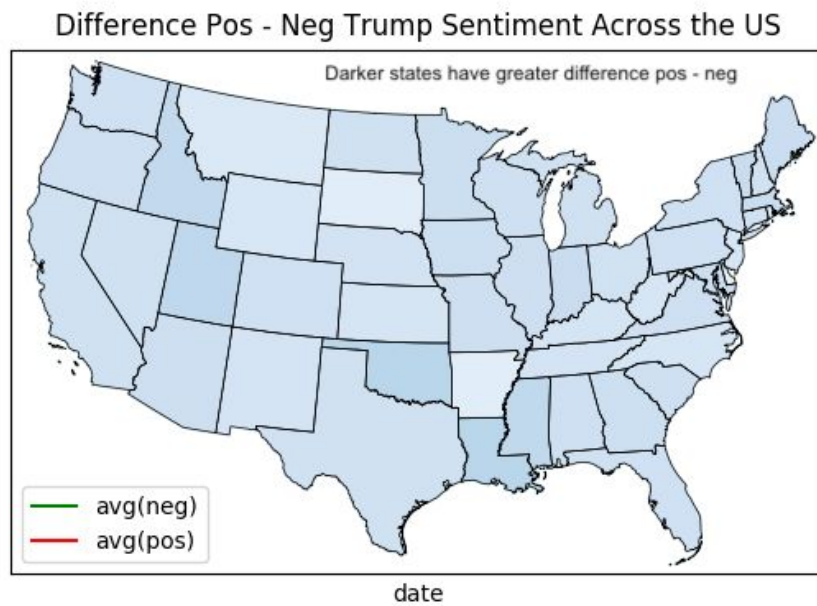 Difference Pos - Neg Trump Sentiment Across the US
Darker states have greater difference pos - neg
avg(neg)
avg(pos)
date